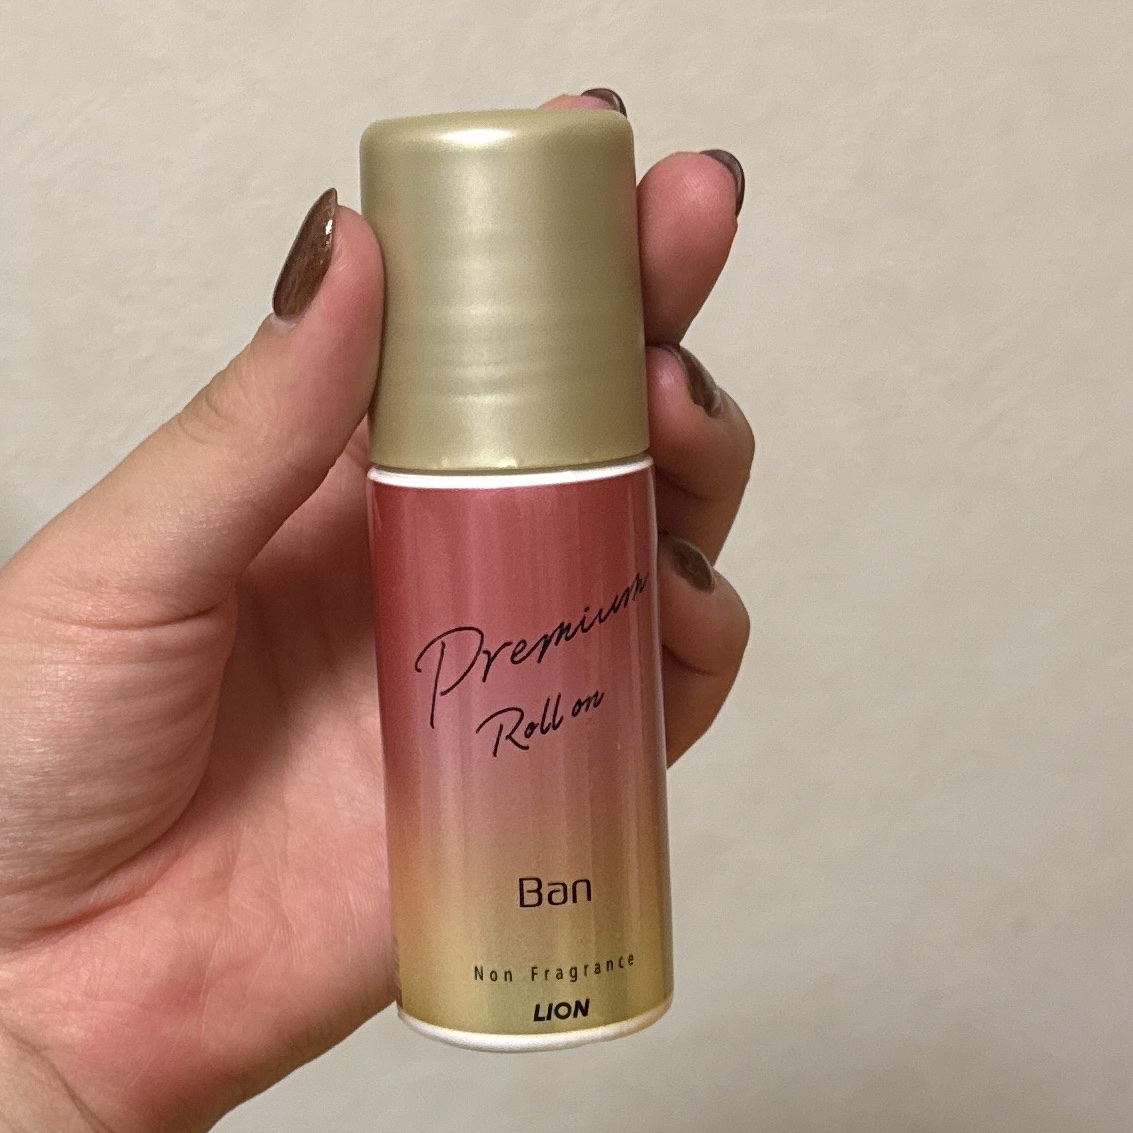 Premium
Roll on
Ban
Non Fragrance
LION